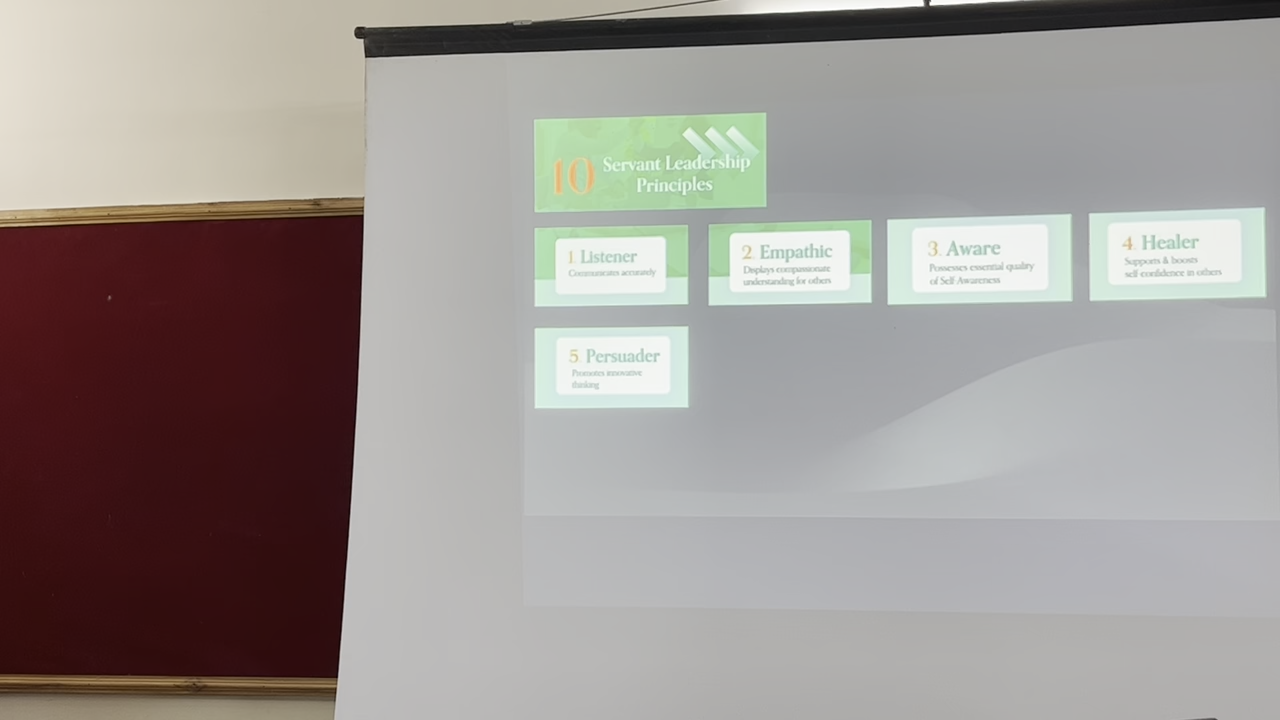 10 Servant Leadership
Principles
1. Listener
Communicates accurately
2. Empathic
Displays compassionate
understanding for others
3. Aware
Possesses essential quality
of Self-Awareness
4. Healer
Supports & boosts
self-confidence in others
5. Persuader
Promotes innovative
thinking